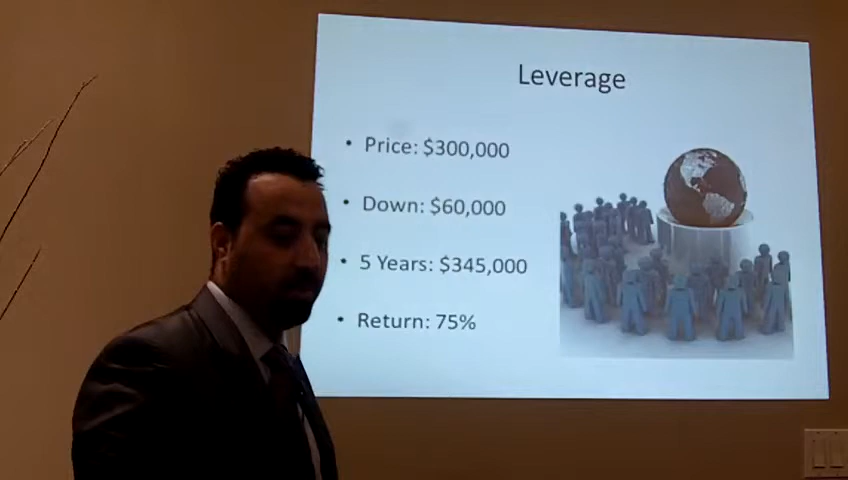 Leverage
• Price: $300,000
• Down: $60,000
• 5 Years: $345,000
• Return: 75%